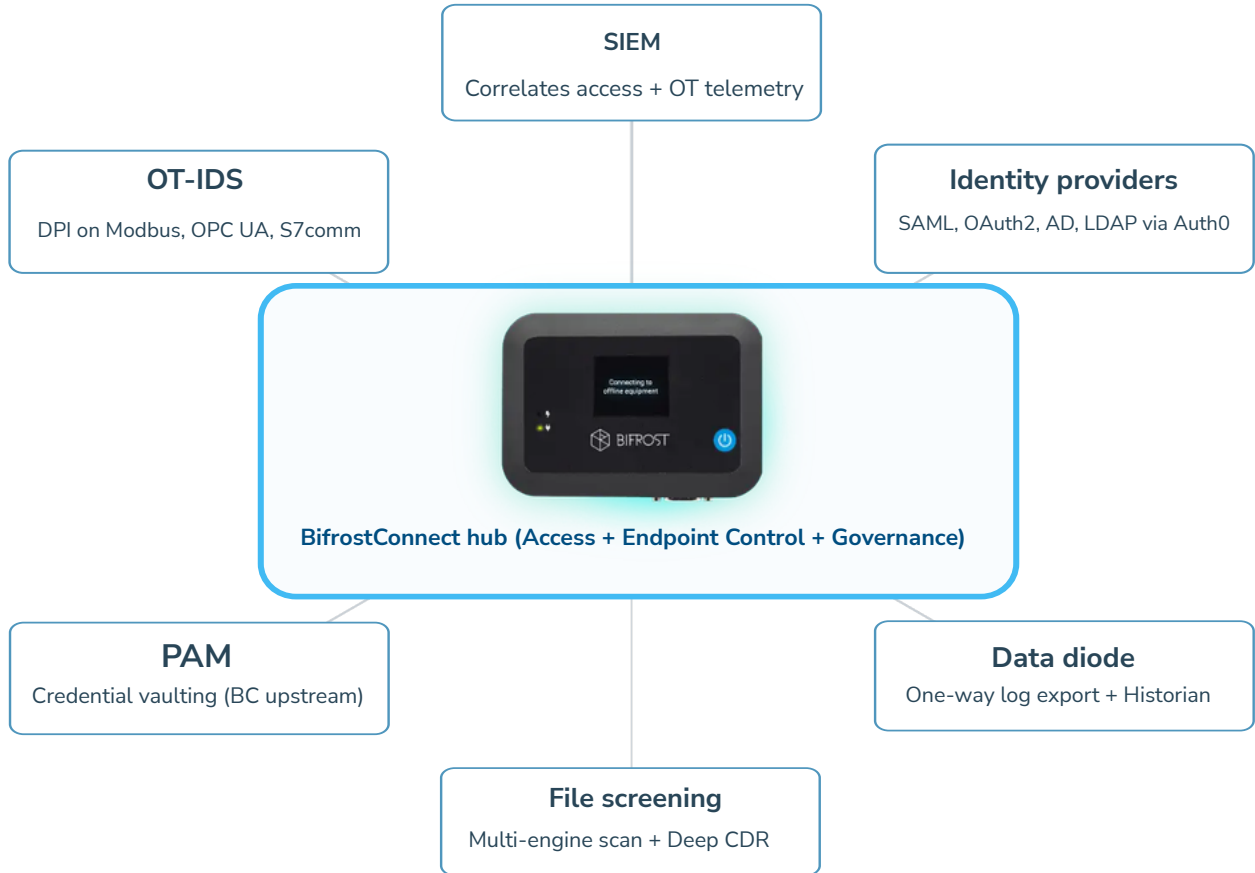 SIEM
Correlates access + OT telemetry
OT-IDS
DPI on Modbus, OPC UA, S7comm
Identity providers
SAML, OAuth2, AD, LDAP via Auth0
Connecting to
offline equipment
BIFROST
BifrostConnect hub (Access + Endpoint Control + Governance)
PAM
Credential vaulting (BC upstream)
Data diode
One-way log export + Historian
File screening
Multi-engine scan + Deep CDR